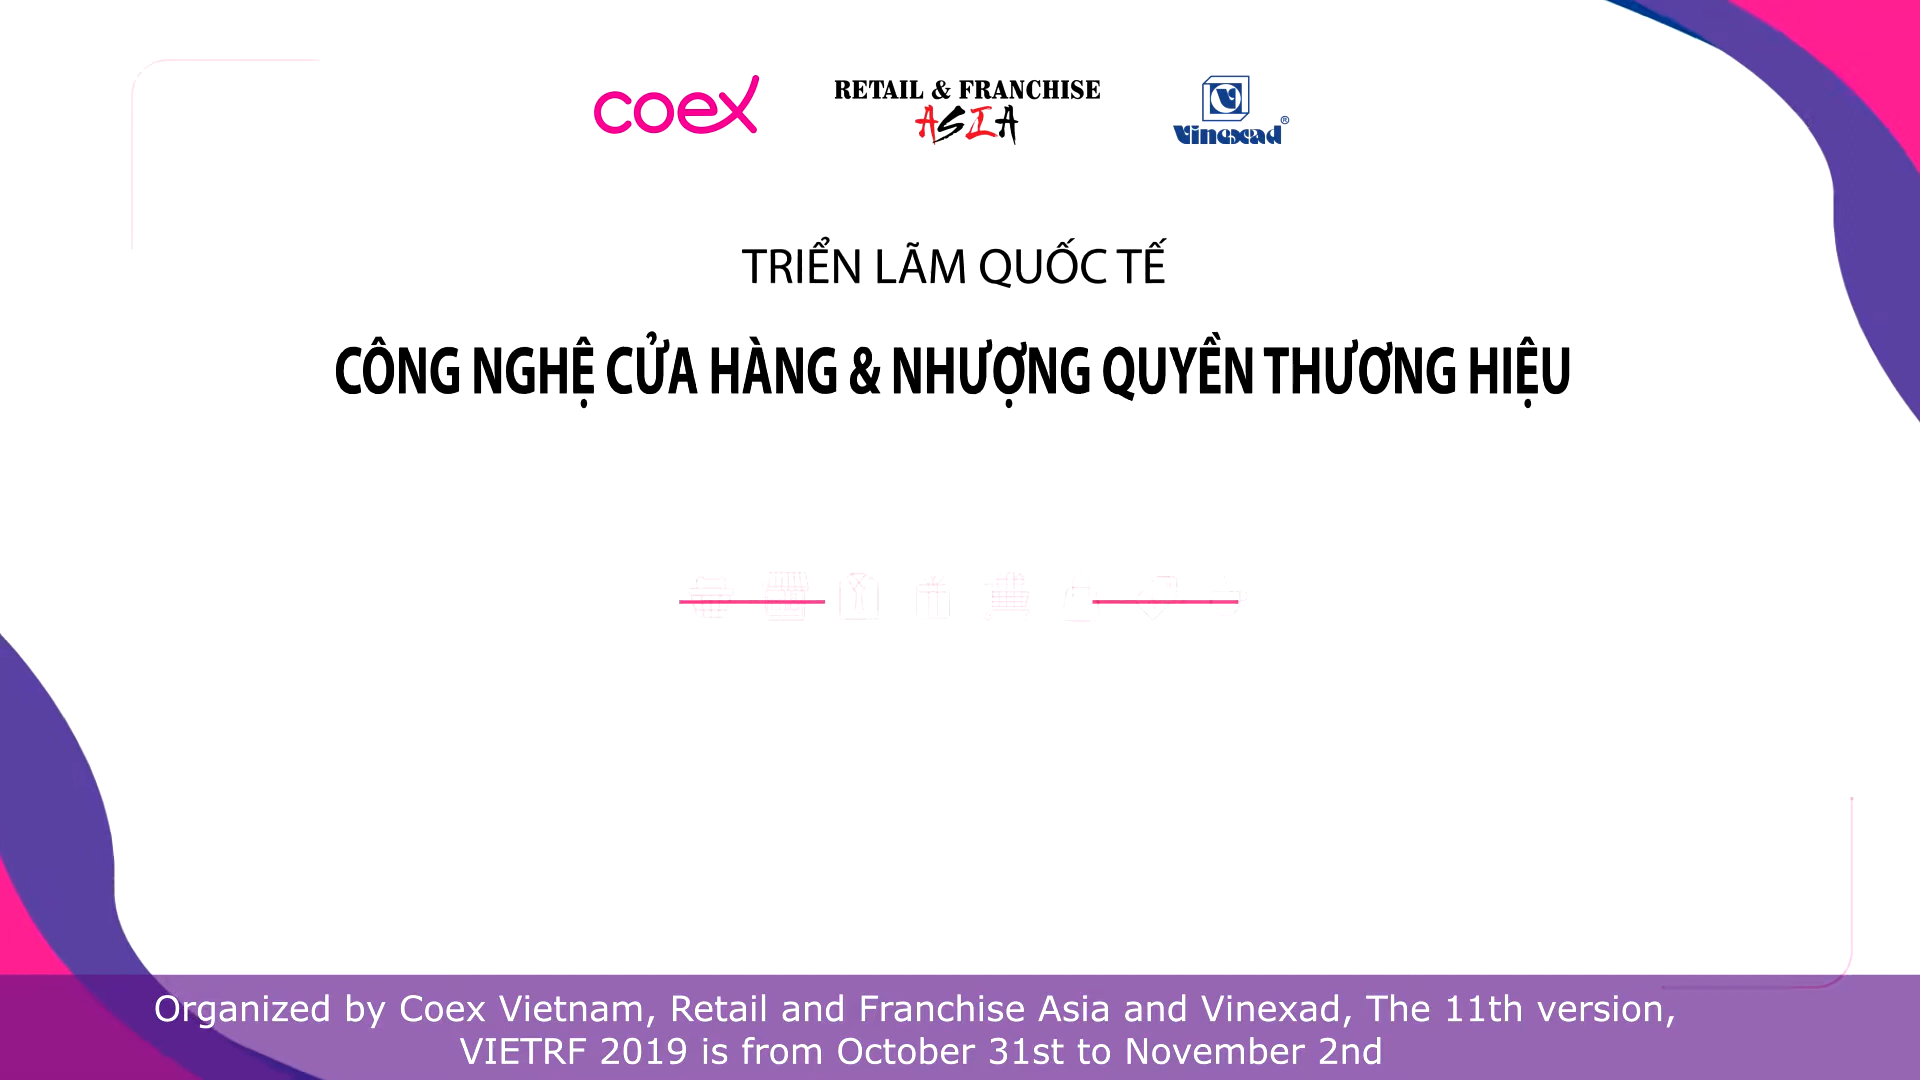 coex
RETAIL & FRANCHISE
ASIA
Vinexad®
TRIỂN LÃM QUỐC TẾ
CÔNG NGHỆ CỬA HÀNG & NHƯỢNG QUYỀN THƯƠNG HIỆU
Organized by Coex Vietnam, Retail and Franchise Asia and Vinexad, The 11th version,
VIETRF 2019 is from October 31st to November 2nd